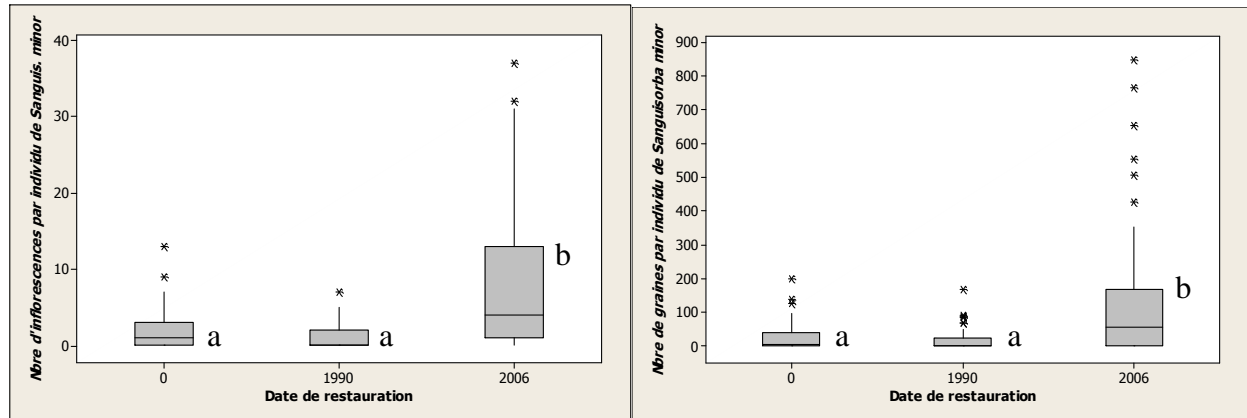 Nbre d'inflorescences par individu de Sanguis. minor
40
30
20
10
0
a
a
b
0
1990
2006
Date de restauration
Nbre de graines par individu de Sanguisorba minor
900
800
700
600
500
400
300
200
100
0
a
a
b
0
1990
2006
Date de restauration